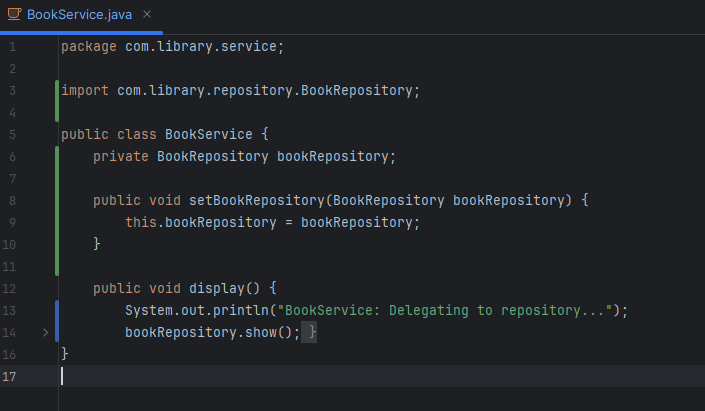 BookService.java
1 package com.library.service;
2
3 import com.library.repository.BookRepository;
4
5 public class BookService {
6     private BookRepository bookRepository;
7
8     public void setBookRepository(BookRepository bookRepository) {
9         this.bookRepository = bookRepository;
10     }
11
12     public void display() {
13         System.out.println("BookService: Delegating to repository...");
14         bookRepository.show(); }
16 }
17